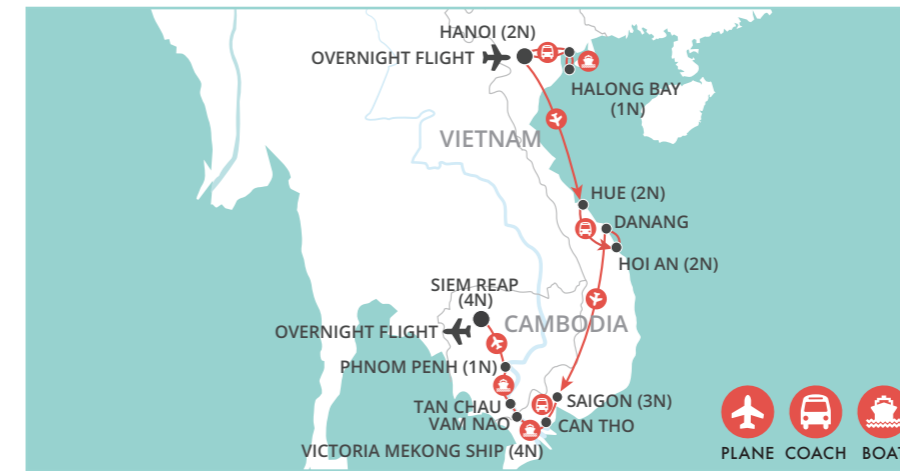 HANOI (2N)
OVERNIGHT FLIGHT
HALONG BAY
(1N)
VIETNAM
HUE (2N)
DANANG
HOI AN (2N)
SIEM REAP
(4N)
CAMBODIA
OVERNIGHT FLIGHT
PHNOM PENH (1N)
TAN CHAU
VAM NAO
SAIGON (3N)
CAN THO
VICTORIA MEKONG SHIP (4N)
PLANE COACH BOAT